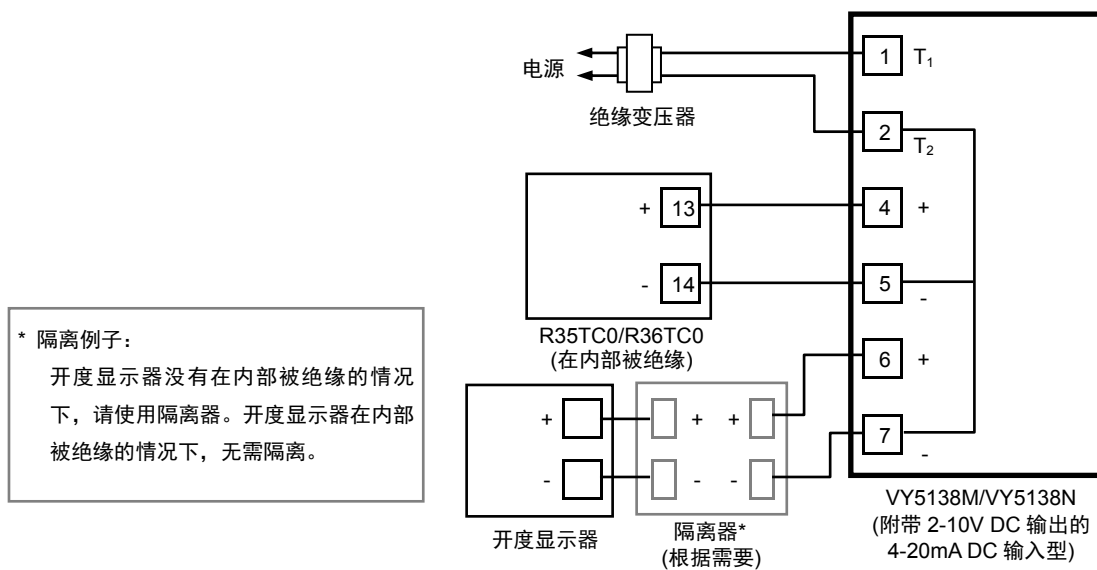 电源
绝缘变压器
1 T₁
2 T₂
+ 13
4 +
- 14
5 -
R35TC0/R36TC0
(在内部被绝缘)
6 +
7 -
* 隔离例子：
开度显示器没有在内部被绝缘的情况
下，请使用隔离器。开度显示器在内部
被绝缘的情况下，无需隔离。
+ + +
- - -
开度显示器
隔离器*
(根据需要)
VY5138M/VY5138N
(附带 2-10V DC 输出的
4-20mA DC 输入型)